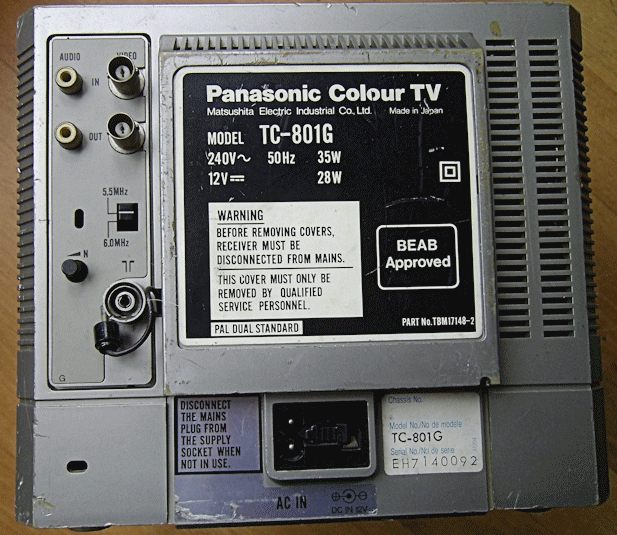 AUDIO
VIDEO
IN
OUT
5.5MHz
6.0MHz
N
G
Panasonic Colour TV
Matsushita Electric Industrial Co., Ltd. Made in Japan
MODEL TC-801G
240V~ 50Hz 35W
12V⎓ 28W
WARNING
BEFORE REMOVING COVERS,
RECEIVER MUST BE
DISCONNECTED FROM MAINS.
THIS COVER MUST ONLY BE
REMOVED BY QUALIFIED
SERVICE PERSONNEL.
PAL DUAL STANDARD
BEAB
Approved
PART No.TBM17148-2
DISCONNECT
THE MAINS
PLUG FROM
THE SUPPLY
SOCKET WHEN
NOT IN USE.
AC IN
DC IN 12V
Chassis No.
Model No./No de modele
TC-801G
Serial No./No de serie
EH7140092